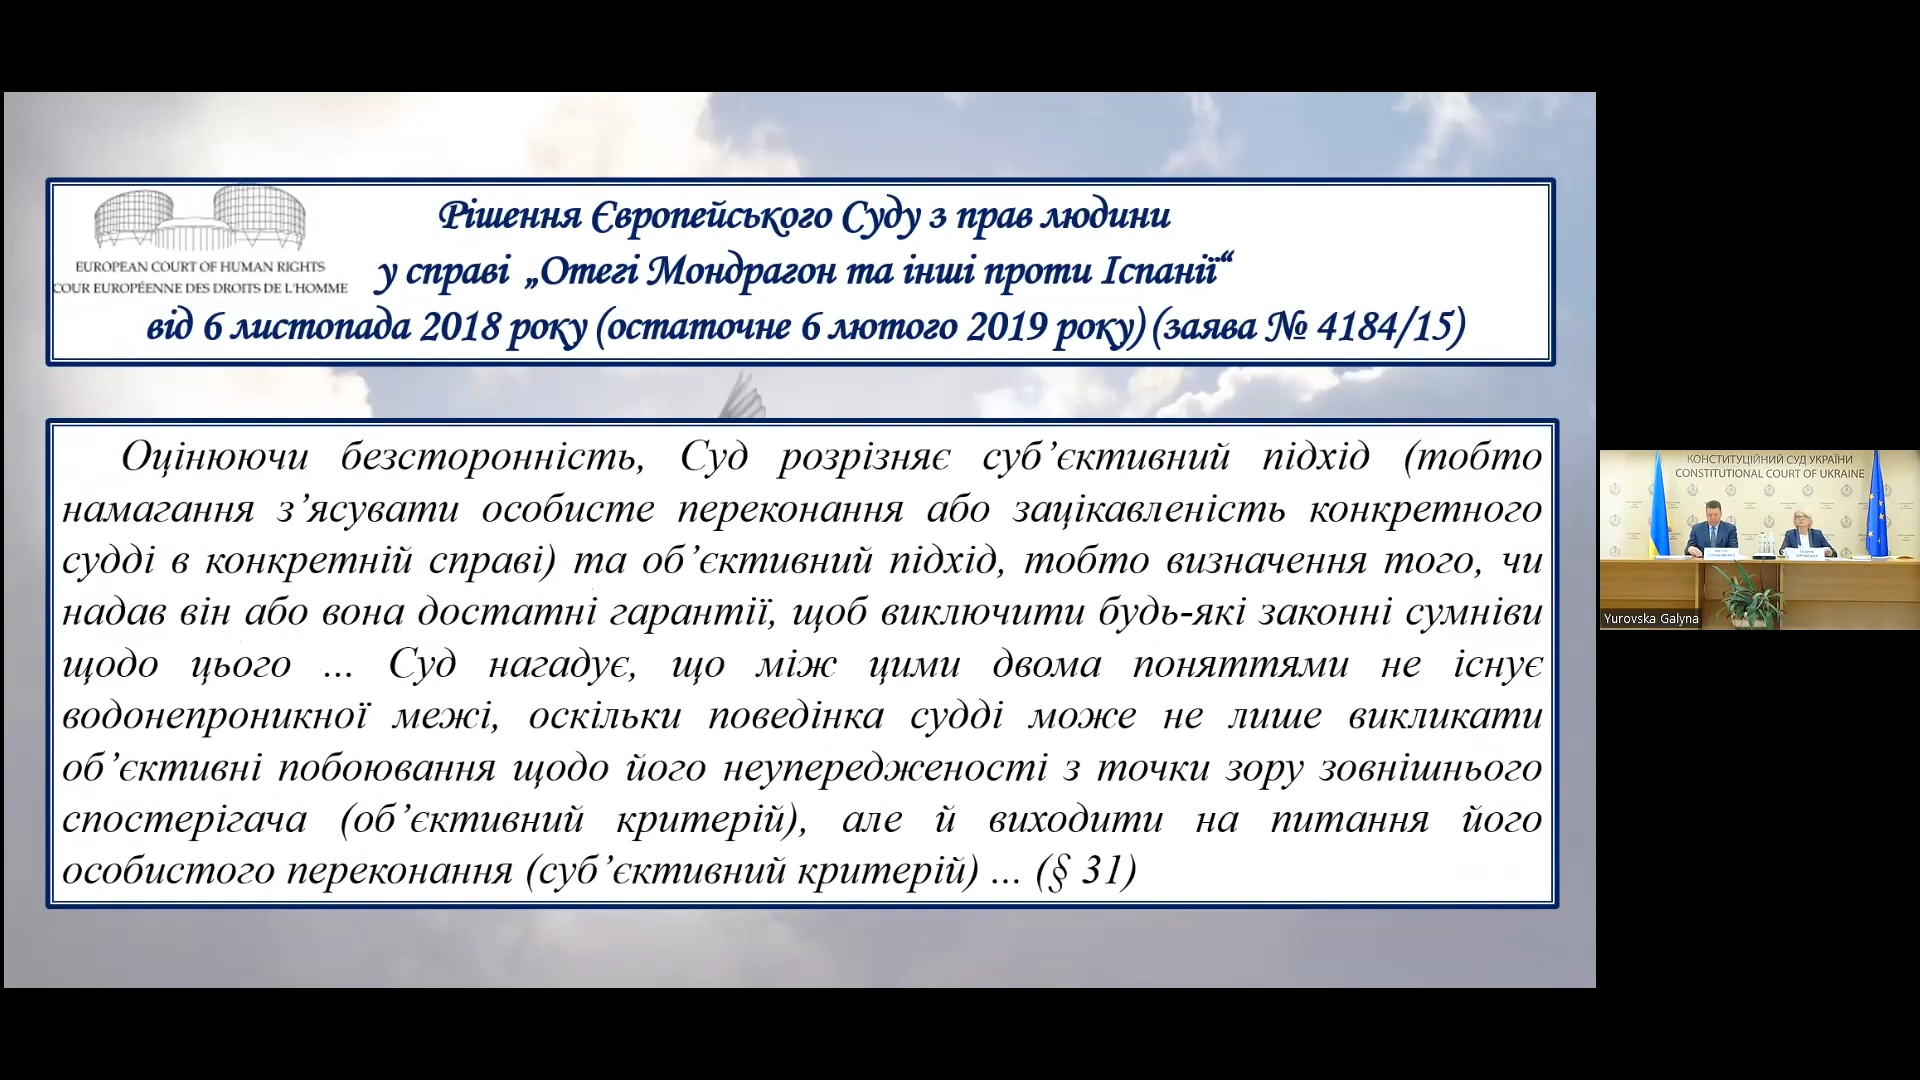 EUROPEAN COURT OF HUMAN RIGHTS
COUR EUROPÉENNE DES DROITS DE L'HOMME
Рішення Європейського Суду з прав людини
у справі „Отегі Мондрагон та інші проти Іспанії“
від 6 листопада 2018 року (остаточне 6 лютого 2019 року) (заява № 4184/15)
Оцінюючи безсторонність, Суд розрізняє суб’єктивний підхід (тобто
намагання з’ясувати особисте переконання або зацікавленість конкретного
судді в конкретній справі) та об’єктивний підхід, тобто визначення того, чи
надав він або вона достатні гарантії, щоб виключити будь-які законні сумніви
щодо цього ... Суд нагадує, що між цими двома поняттями не існує
водонепроникної межі, оскільки поведінка судді може не лише викликати
об’єктивні побоювання щодо його неупередженості з точки зору зовнішнього
спостерігача (об’єктивний критерій), але й виходити на питання його
особистого переконання (суб’єктивний критерій) ... (§ 31)
КОНСТИТУЦІЙНИЙ СУД УКРАЇНИ
CONSTITUTIONAL COURT OF UKRAINE
Yurovska Galyna